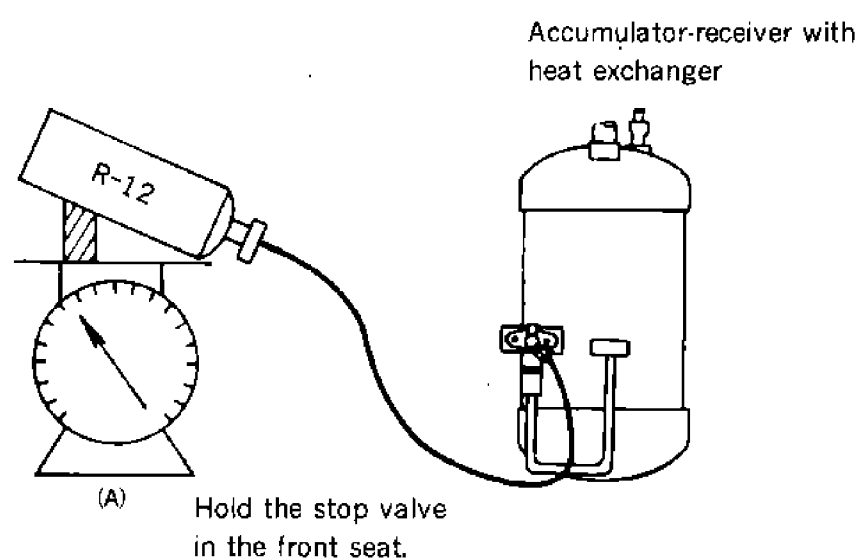 Accumulator-receiver with
heat exchanger
R-12
(A)
Hold the stop valve
in the front seat.